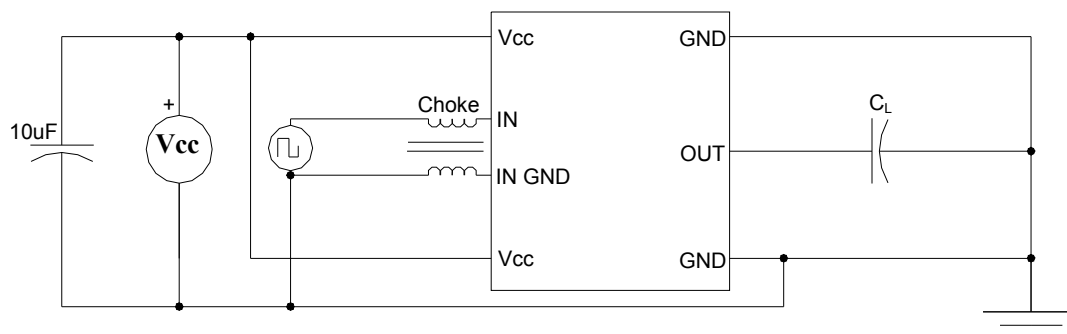 Vcc
GND
+
Choke
IN
C_L
10uF
Vcc
OUT
IN GND
Vcc
GND